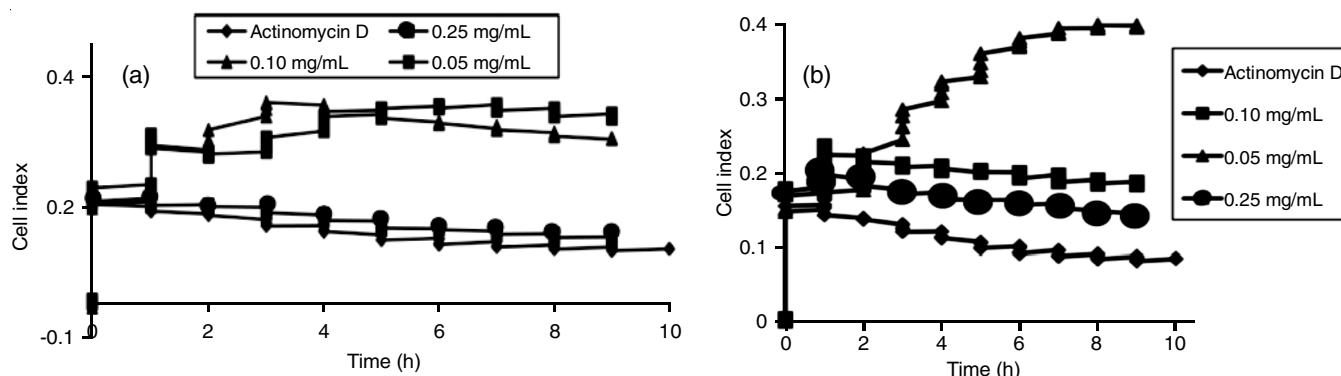 (a)
Actinomycin D
0.25 mg/mL
0.10 mg/mL
0.05 mg/mL
Cell index
0.4
0.2
-0.1
0 2 4 6 8 10
Time (h)
(b)
Actinomycin D
0.10 mg/mL
0.05 mg/mL
0.25 mg/mL
Cell index
0.4
0.3
0.2
0.1
0
0 2 4 6 8 10
Time (h)